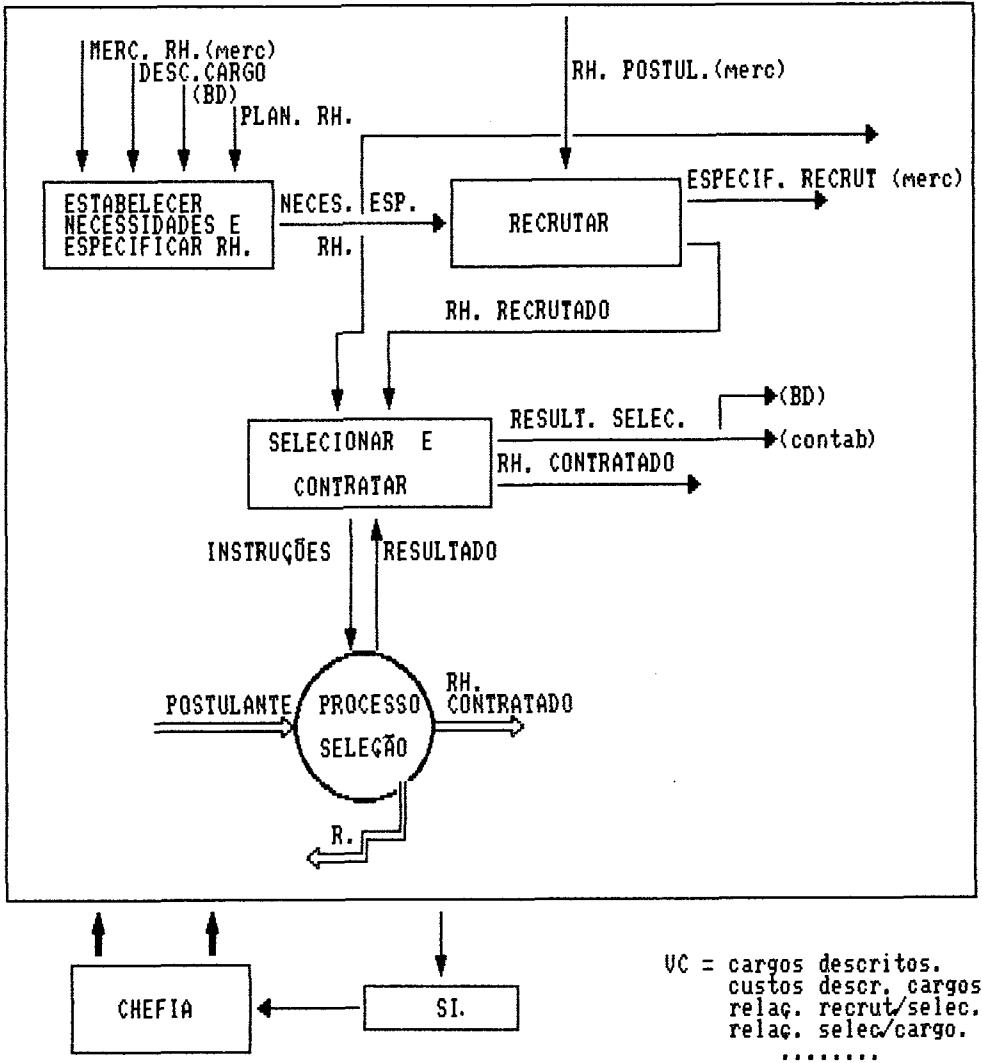 MERC. RH.(merc)
DESC.CARGO
(BD)
PLAN. RH.
RH. POSTUL.(merc)
ESTABELECER
NECESSIDADES E
ESPECIFICAR RH.
NECES. ESP.
RH.
RECRUTAR
ESPECIF. RECRUT (merc)
RH. RECRUTADO
SELECIONAR E
CONTRATAR
RESULT. SELEC.
(BD)
(contab)
RH. CONTRATADO
INSTRUÇÕES
RESULTADO
POSTULANTE
PROCESSO
SELEÇÃO
RH.
CONTRATADO
R.
CHEFIA
SI.
VC = cargos descritos.
custos descr. cargos
relaç. recrut/selec.
relaç. selec/cargo.
........